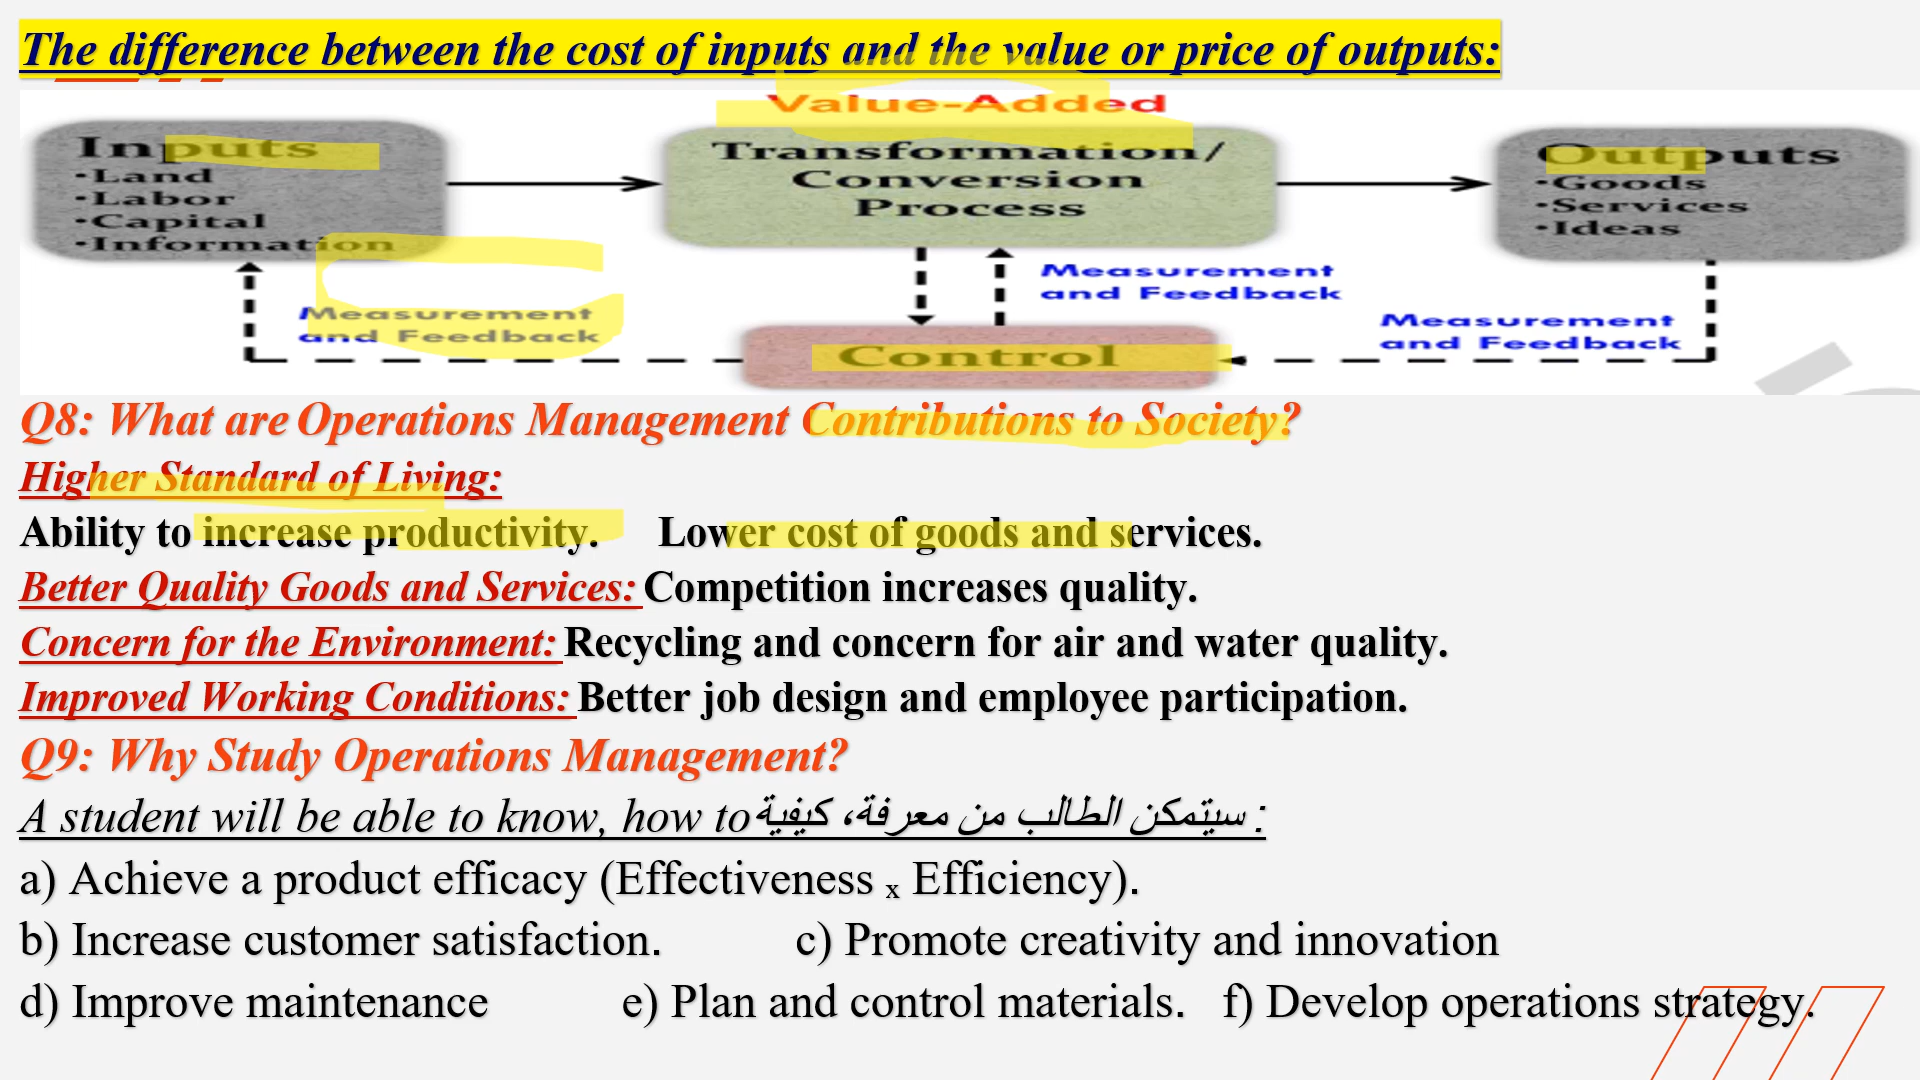 The difference between the cost of inputs and the value or price of outputs:
Value-Added
Inputs
•Land
•Labor
•Capital
•Information
Transformation/
Conversion
Process
Outputs
•Goods
•Services
•Ideas
Measurement
and Feedback
Measurement
and Feedback
Measurement
and Feedback
Control
Q8: What are Operations Management Contributions to Society?
Higher Standard of Living:
Ability to increase productivity. Lower cost of goods and services.
Better Quality Goods and Services: Competition increases quality.
Concern for the Environment: Recycling and concern for air and water quality.
Improved Working Conditions: Better job design and employee participation.
Q9: Why Study Operations Management?
A student will be able to know, how to سيتمكن الطالب من معرفة، كيفية :
a) Achieve a product efficacy (Effectiveness x Efficiency).
b) Increase customer satisfaction. c) Promote creativity and innovation
d) Improve maintenance e) Plan and control materials. f) Develop operations strategy.